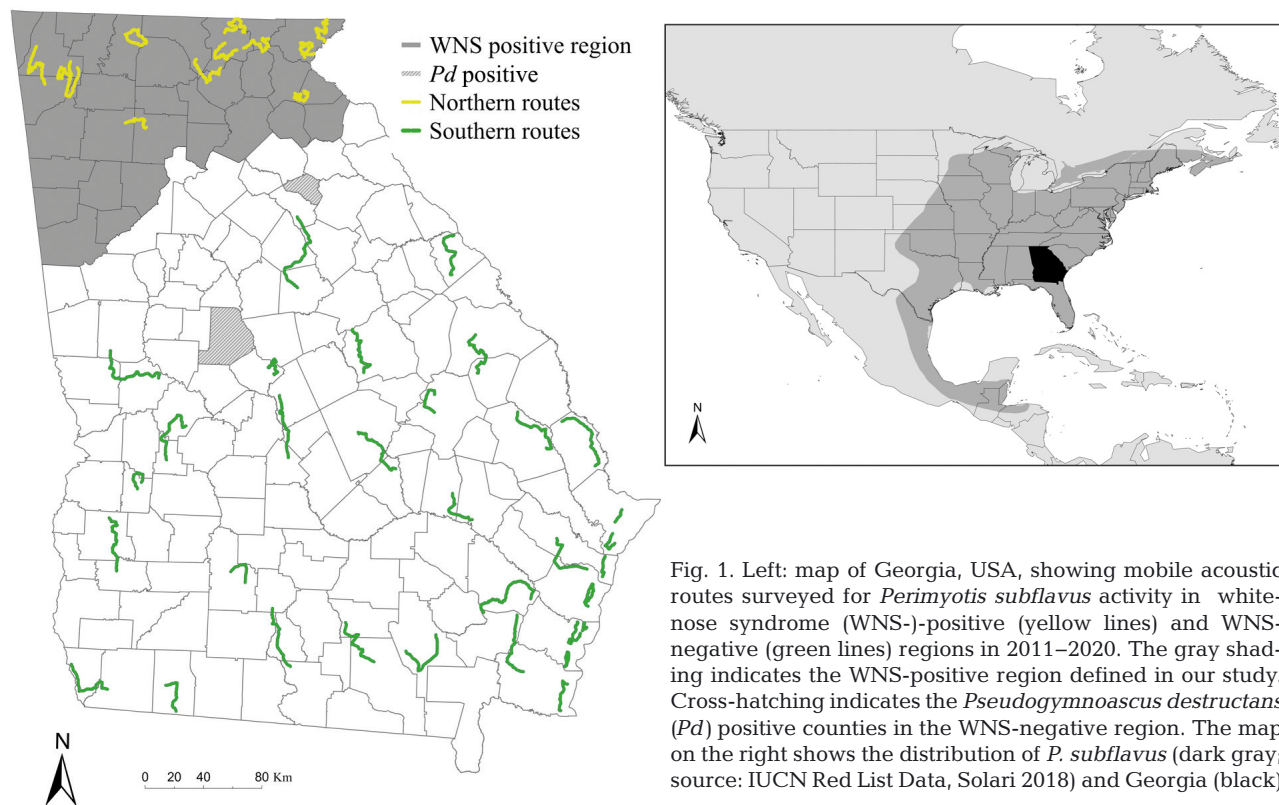 WNS positive region
Pd positive
Northern routes
Southern routes
N
0 20 40 80 Km
N
Fig. 1. Left: map of Georgia, USA, showing mobile acoustic
routes surveyed for Perimyotis subflavus activity in white-
nose syndrome (WNS-)-positive (yellow lines) and WNS-
negative (green lines) regions in 2011–2020. The gray shad-
ing indicates the WNS-positive region defined in our study.
Cross-hatching indicates the Pseudogymnoascus destructans
(Pd) positive counties in the WNS-negative region. The map
on the right shows the distribution of P. subflavus (dark gray;
source: IUCN Red List Data, Solari 2018) and Georgia (black)